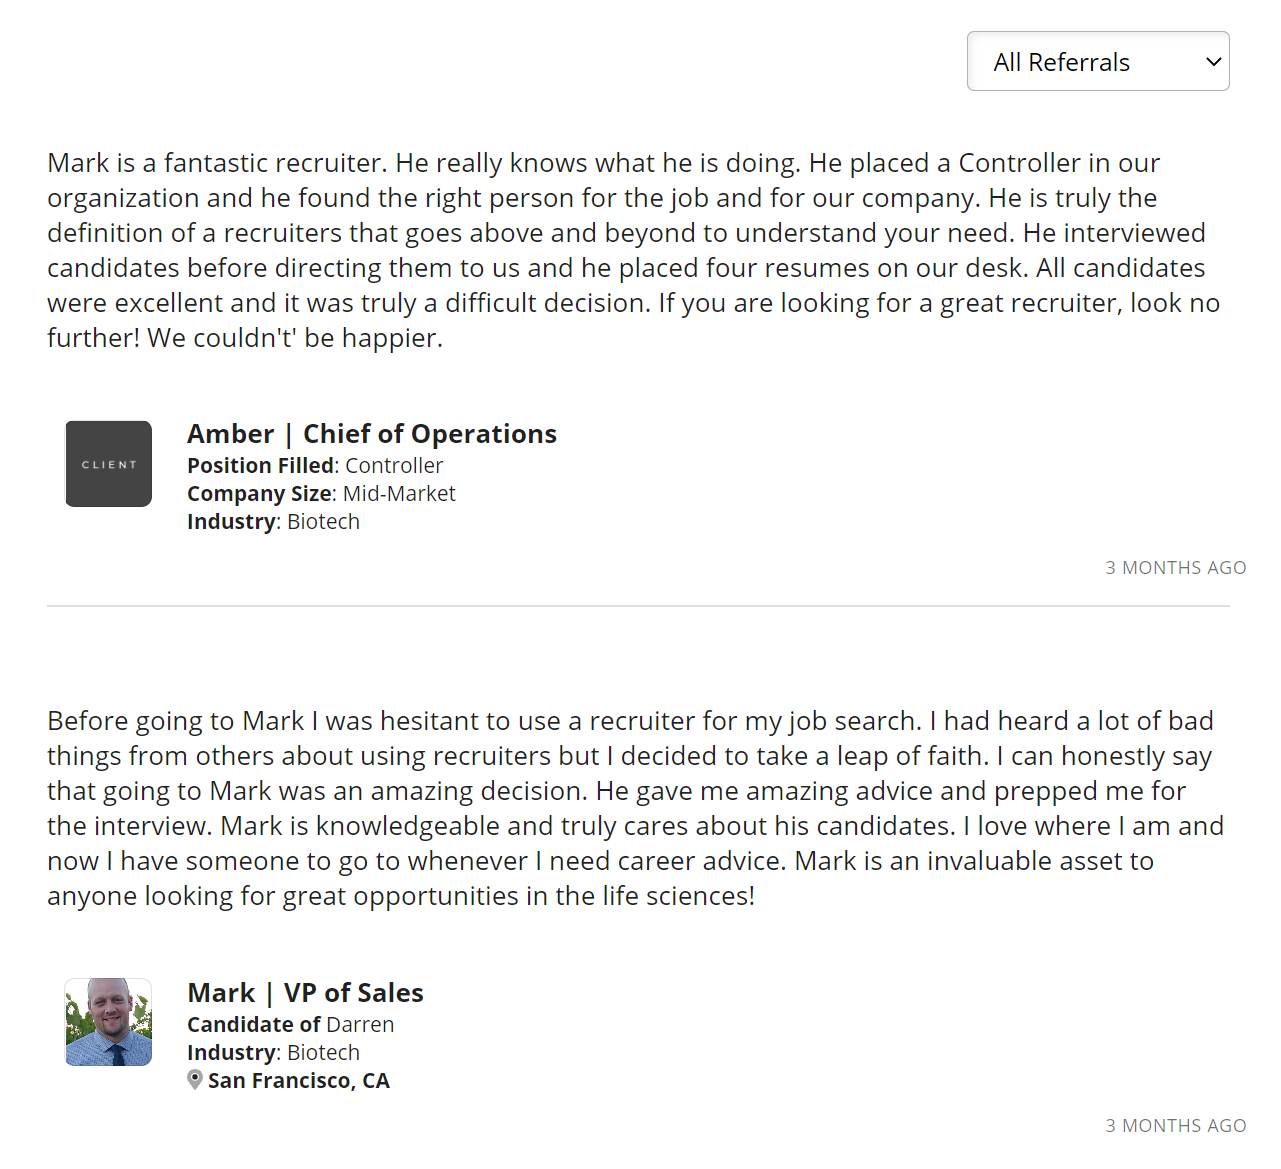 All Referrals
Mark is a fantastic recruiter. He really knows what he is doing. He placed a Controller in our
organization and he found the right person for the job and for our company. He is truly the
definition of a recruiters that goes above and beyond to understand your need. He interviewed
candidates before directing them to us and he placed four resumes on our desk. All candidates
were excellent and it was truly a difficult decision. If you are looking for a great recruiter, look no
further! We couldn't' be happier.
CLIENT
Amber | Chief of Operations
Position Filled: Controller
Company Size: Mid-Market
Industry: Biotech
3 MONTHS AGO
Before going to Mark I was hesitant to use a recruiter for my job search. I had heard a lot of bad
things from others about using recruiters but I decided to take a leap of faith. I can honestly say
that going to Mark was an amazing decision. He gave me amazing advice and prepped me for
the interview. Mark is knowledgeable and truly cares about his candidates. I love where I am and
now I have someone to go to whenever I need career advice. Mark is an invaluable asset to
anyone looking for great opportunities in the life sciences!
Mark | VP of Sales
Candidate of Darren
Industry: Biotech
San Francisco, CA
3 MONTHS AGO